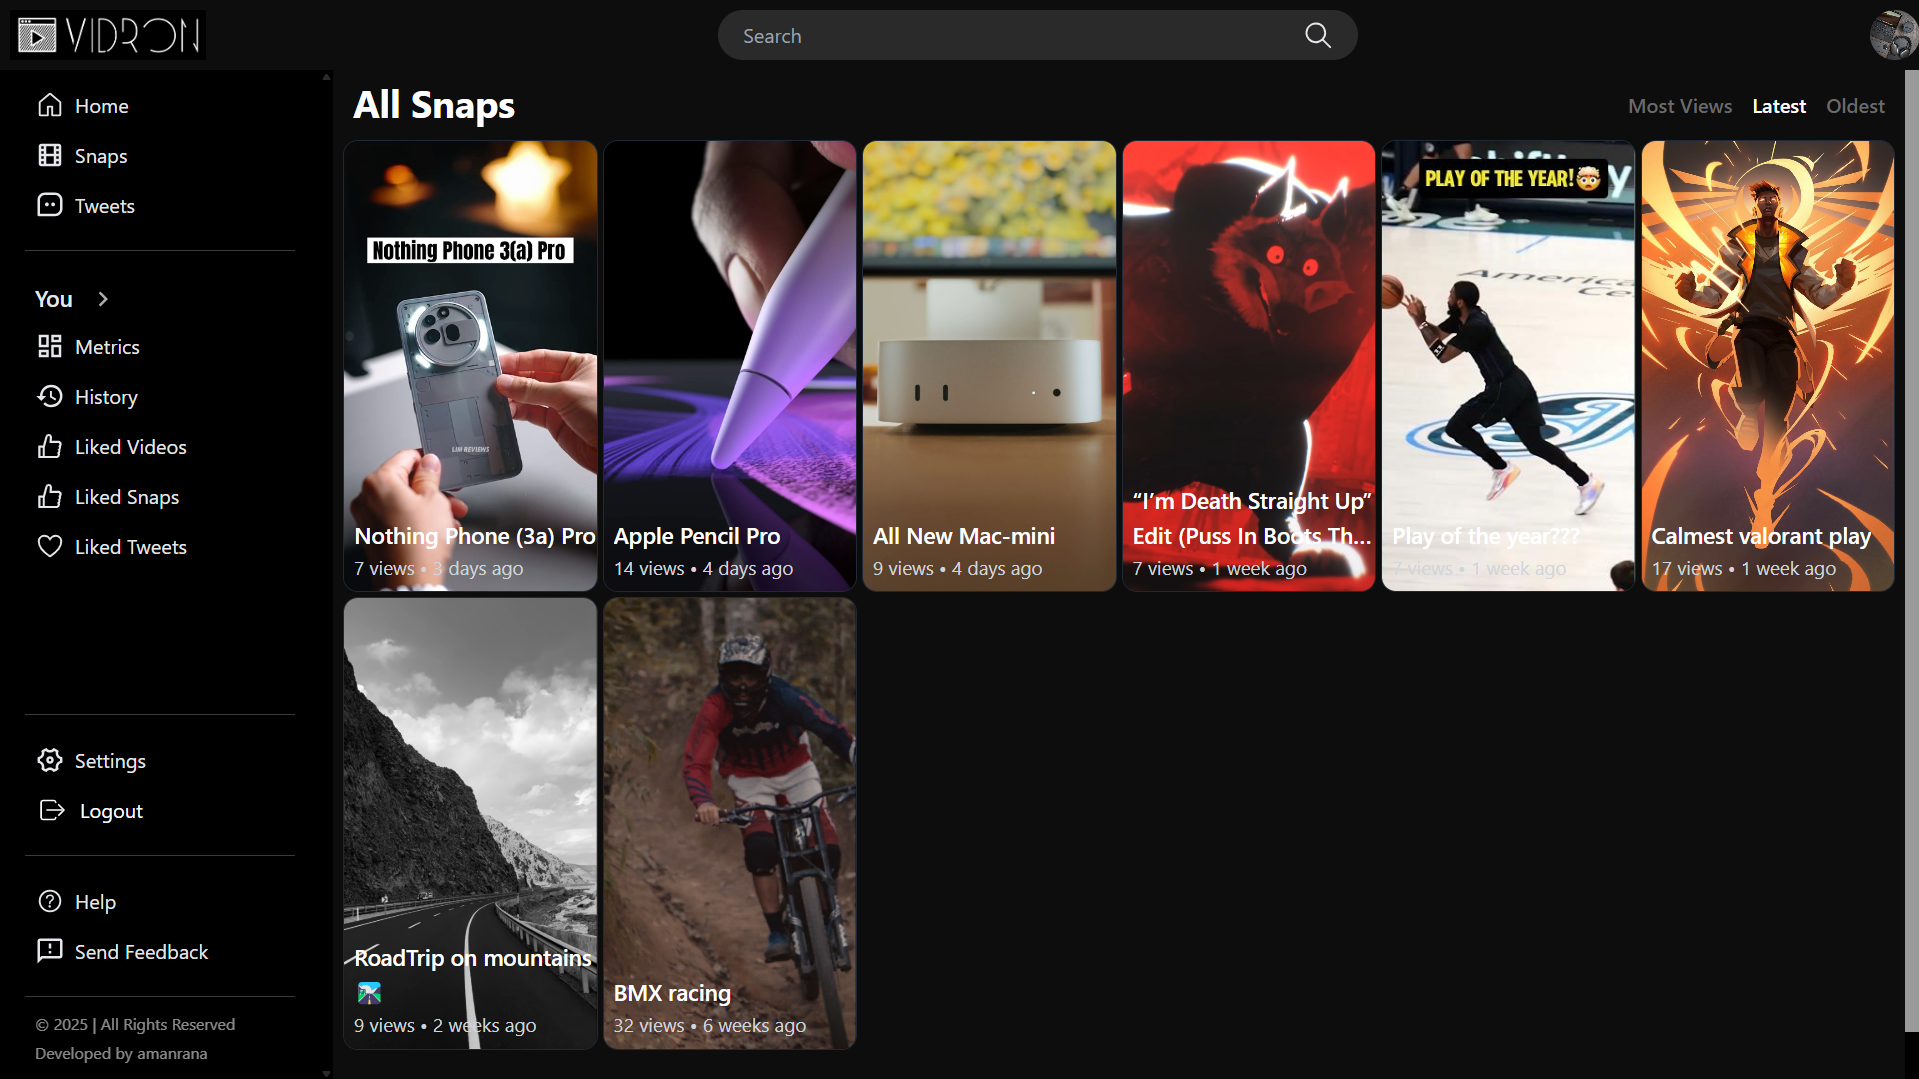 VIDRON
Search
Home
Snaps
Tweets
You
Metrics
History
Liked Videos
Liked Snaps
Liked Tweets
Settings
Logout
Help
Send Feedback
© 2025 | All Rights Reserved
Developed by amanrana
All Snaps
Most Views Latest Oldest
Nothing Phone 3(a) Pro
LIM REVIEWS
Nothing Phone (3a) Pro
7 views • 3 days ago
Apple Pencil Pro
14 views • 4 days ago
All New Mac-mini
9 views • 4 days ago
“I’m Death Straight Up”
Edit (Puss In Boots Th...
7 views • 1 week ago
PLAY OF THE YEAR!🤯
America
Ce
Play of the year???
7 views • 1 week ago
Calmest valorant play
17 views • 1 week ago
RoadTrip on mountains
🛣️
9 views • 2 weeks ago
BMX racing
32 views • 6 weeks ago